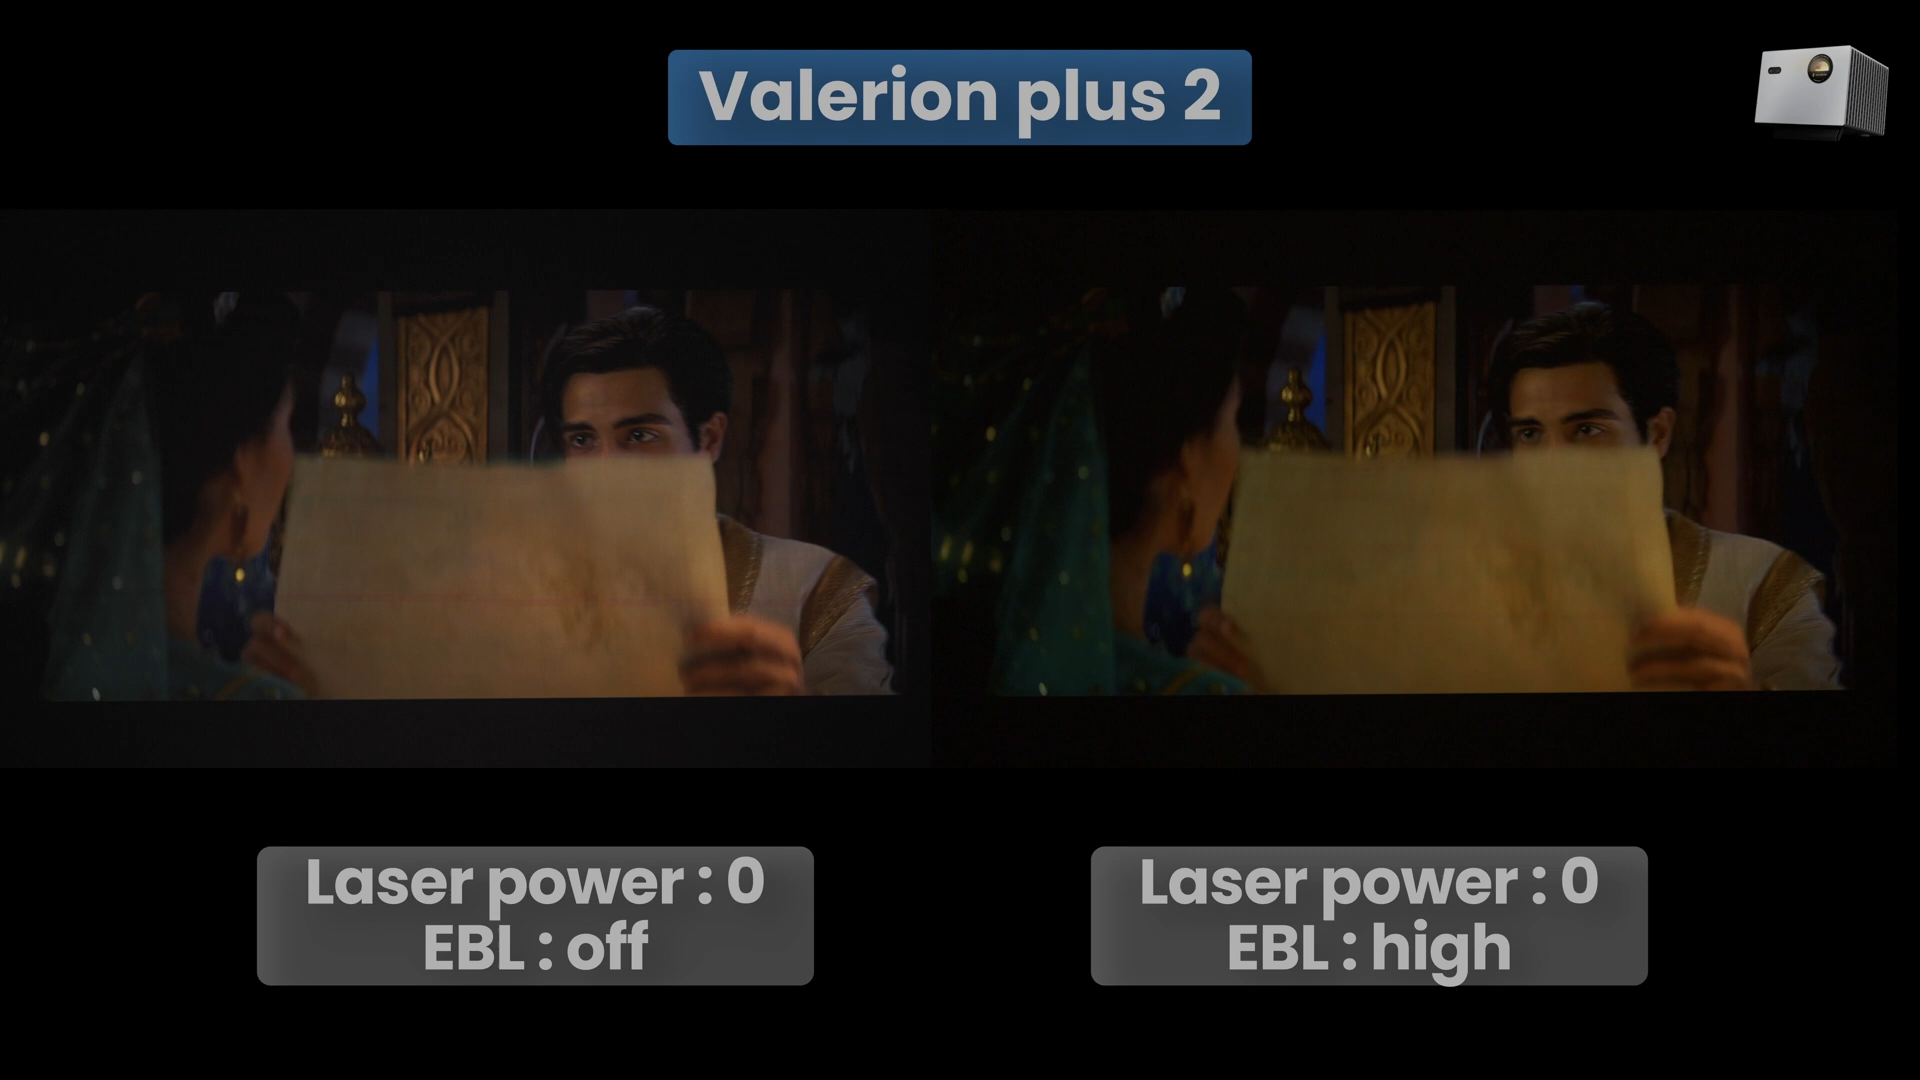 Valerion plus 2
Laser power : 0
EBL : off
Laser power : 0
EBL : high